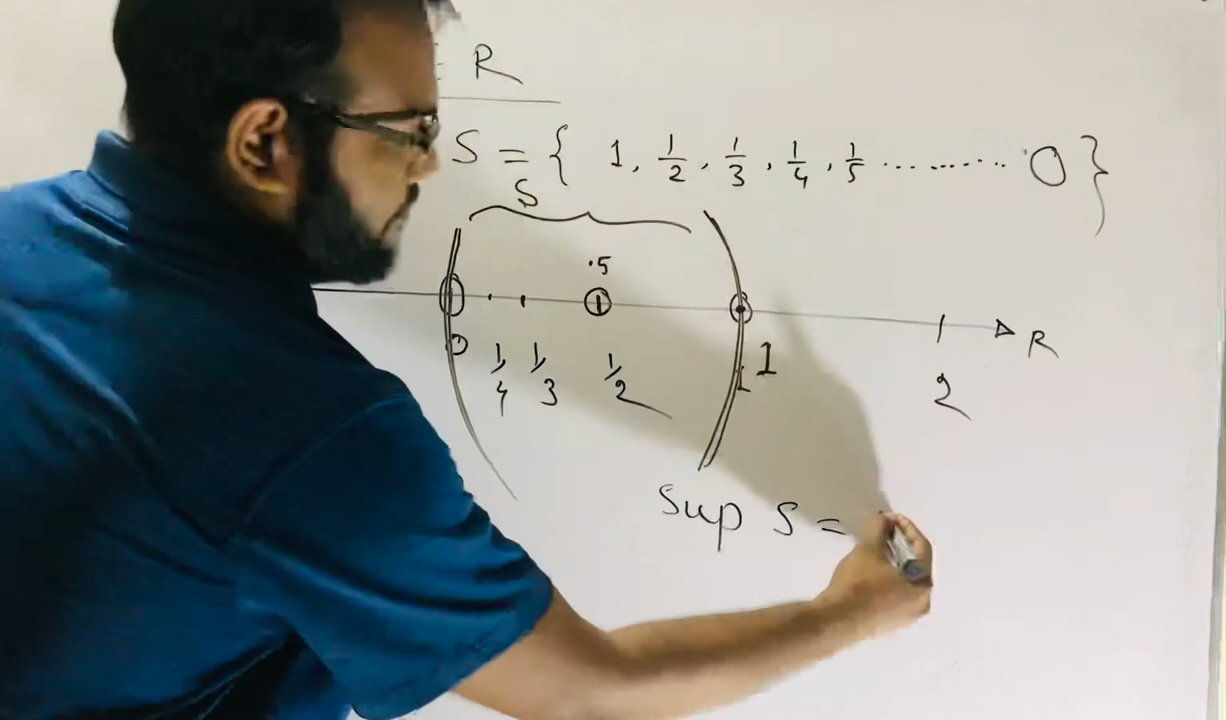 R
S = { 1, 1/2, 1/3, 1/4, 1/5 .............. 0 }
S
.5
0 1/4 1/3 1/2 1 2 R
Sup S =